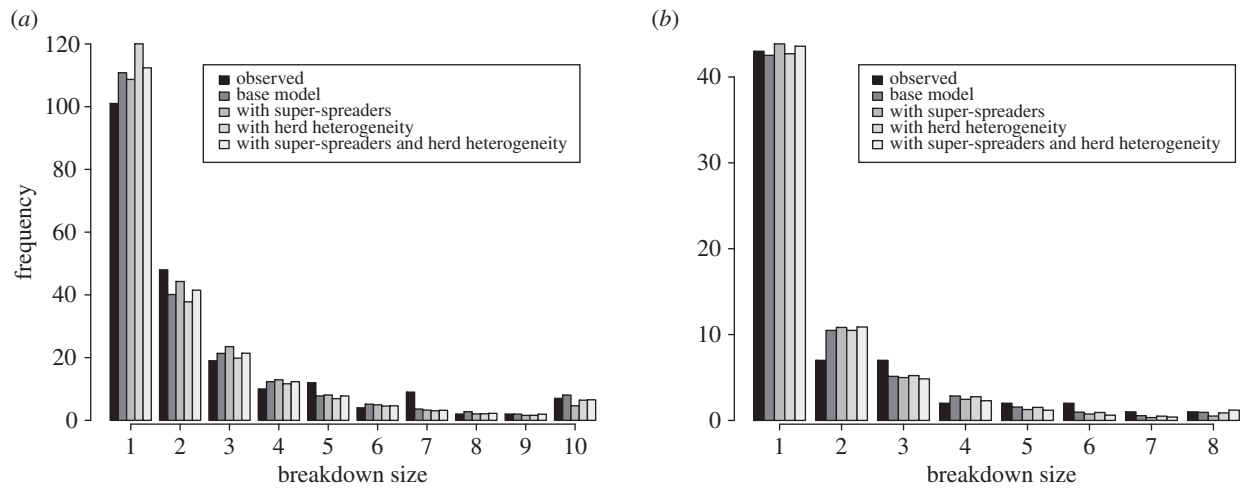 (a)
120
100
80
60
40
20
0
frequency
observed
base model
with super-spreaders
with herd heterogeneity
with super-spreaders and herd heterogeneity
1 2 3 4 5 6 7 8 9 10
breakdown size
(b)
40
30
20
10
0
observed
base model
with super-spreaders
with herd heterogeneity
with super-spreaders and herd heterogeneity
1 2 3 4 5 6 7 8
breakdown size